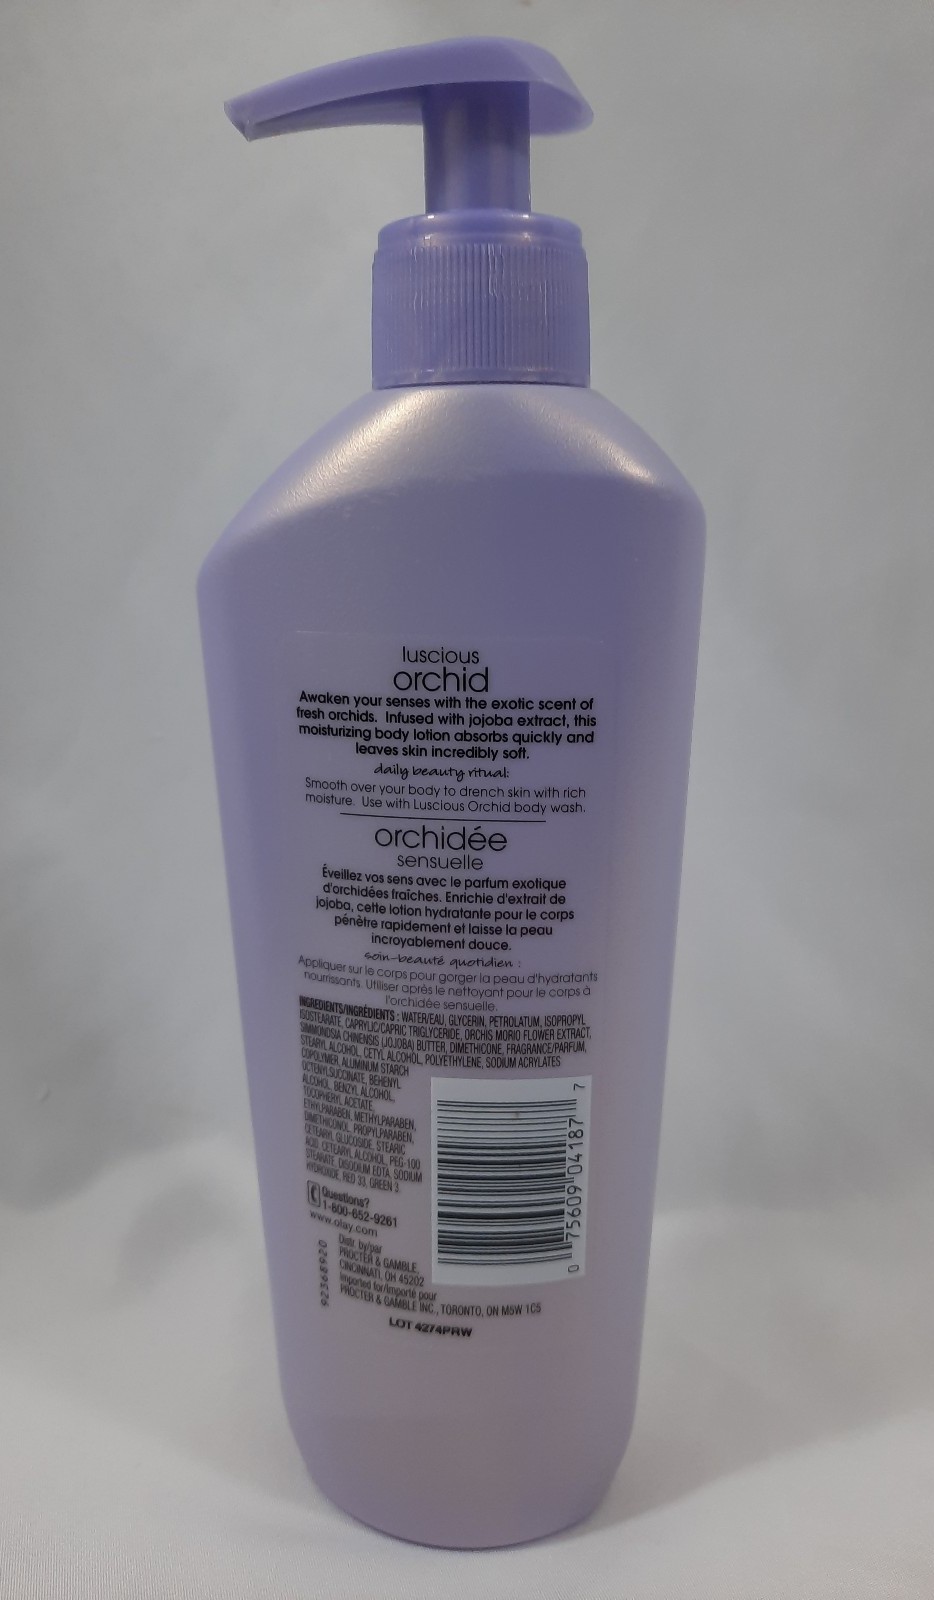 luscious
orchid
Awaken your senses with the exotic scent of
fresh orchids. Infused with jojoba extract, this
moisturizing body lotion absorbs quickly and
leaves skin incredibly soft.
daily beauty ritual:
Smooth over your body to drench skin with rich
moisture. Use with Luscious Orchid body wash.
orchidée
sensuelle
Éveillez vos sens avec le parfum exotique
d'orchidées fraîches. Enrichie d'extrait de
jojoba, cette lotion hydratante pour le corps
pénètre rapidement et laisse la peau
incroyablement douce.
soin-beauté quotidien :
Appliquer sur le corps pour gorger la peau d'hydratants
nourrissants. Utiliser après le nettoyant pour le corps à
l'orchidée sensuelle.
INGREDIENTS/INGRÉDIENTS : WATER/EAU, GLYCERIN, PETROLATUM, ISOPROPYL
ISOSTEARATE, CAPRYLIC/CAPRIC TRIGLYCERIDE, ORCHIS MORIO FLOWER EXTRACT,
SIMMONDSIA CHINENSIS (JOJOBA) BUTTER, DIMETHICONE, FRAGRANCE/PARFUM,
STEARYL ALCOHOL, CETYL ALCOHOL, POLYETHYLENE, SODIUM ACRYLATES
COPOLYMER, ALUMINUM STARCH
OCTENYLSUCCINATE, BEHENYL
ALCOHOL, BENZYL ALCOHOL,
TOCOPHERYL ACETATE,
ETHYLPARABEN, METHYLPARABEN,
DIMETHICONOL, PROPYLPARABEN,
CETEARYL GLUCOSIDE, STEARIC
ACID, CETEARYL ALCOHOL, PEG-100
STEARATE, DISODIUM EDTA, SODIUM
HYDROXIDE, RED 33, GREEN 3
Questions?
1-800-652-9261
www.olay.com
Distr. by/par
PROCTER & GAMBLE,
CINCINNATI, OH 45202
Imported for/importé pour
PROCTER & GAMBLE INC., TORONTO, ON M5W 1C5
92368920
0 75609 04187 7
LOT 4274PRW